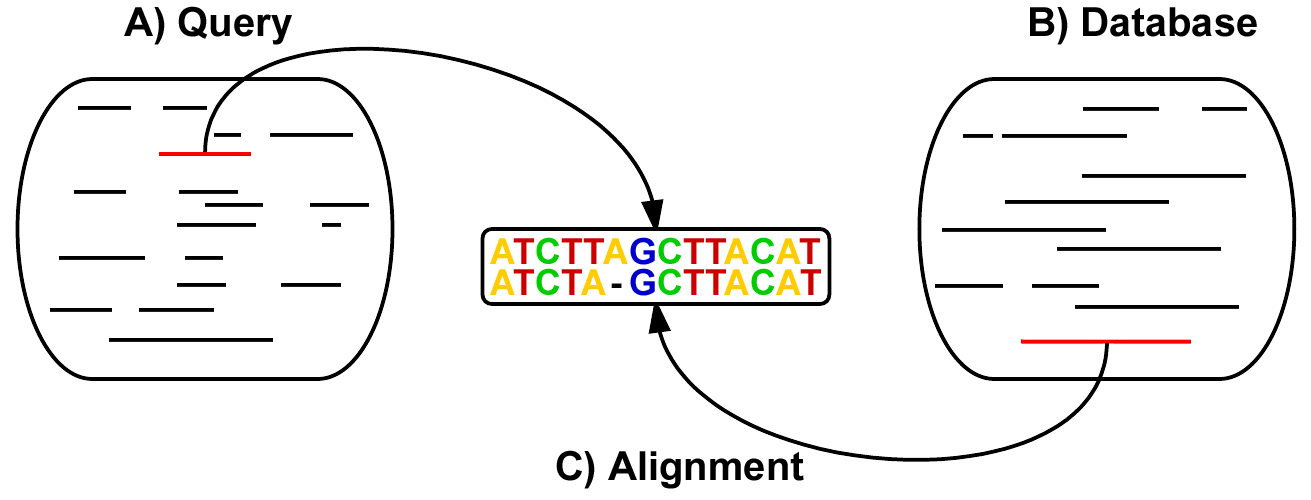 A) Query
B) Database
ATCTTAGCTTACAT
ATCTA-GCTTACAT
C) Alignment